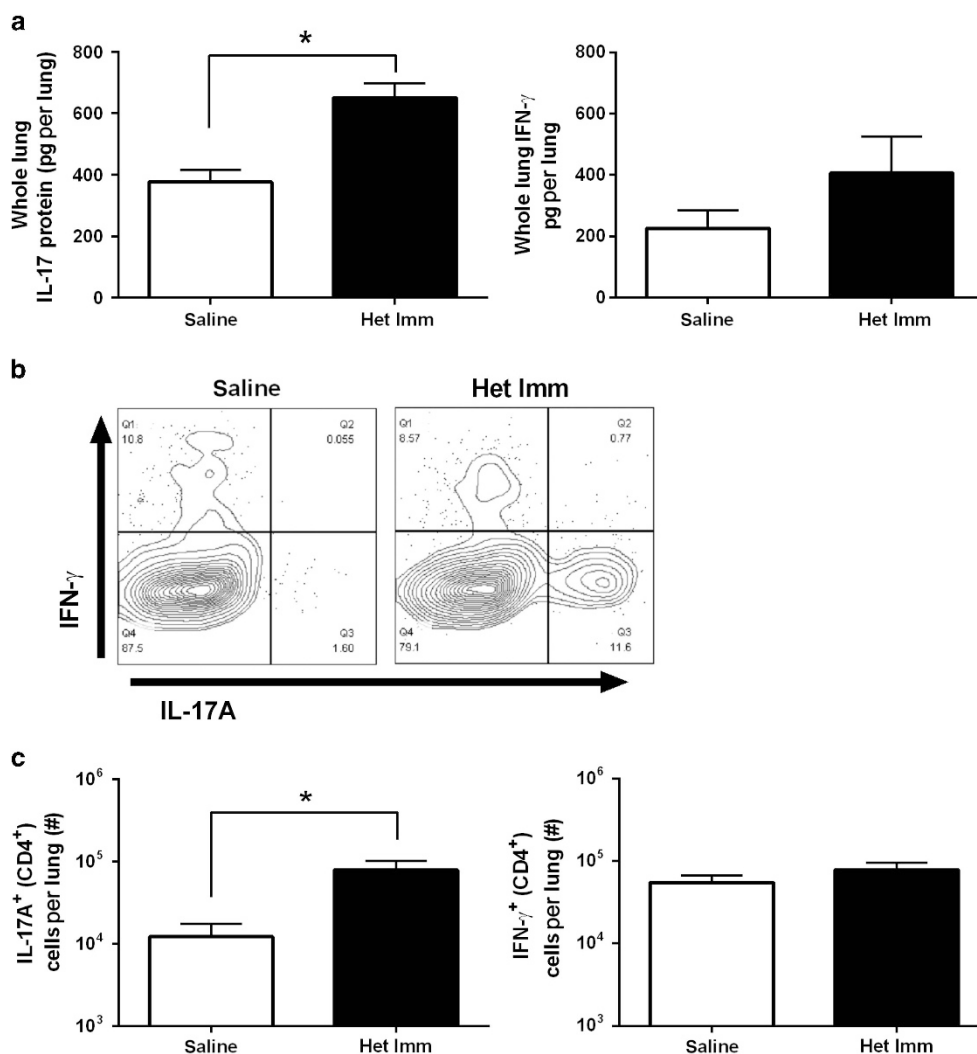 a
*
Whole lung
IL-17 protein (pg per lung)
800
600
400
200
0
Saline
Het Imm
Whole lung IFN-γ
pg per lung
800
600
400
200
0
Saline
Het Imm
b
Saline
Het Imm
Q1
10.8
Q2
0.055
Q4
87.5
Q3
1.60
Q1
8.57
Q2
0.77
Q4
79.1
Q3
11.6
IFN-γ
IL-17A
c
*
IL-17A⁺ (CD4⁺)
cells per lung (#)
10⁶
10⁵
10⁴
10³
Saline
Het Imm
IFN-γ⁺ (CD4⁺)
cells per lung (#)
10⁶
10⁵
10⁴
10³
Saline
Het Imm